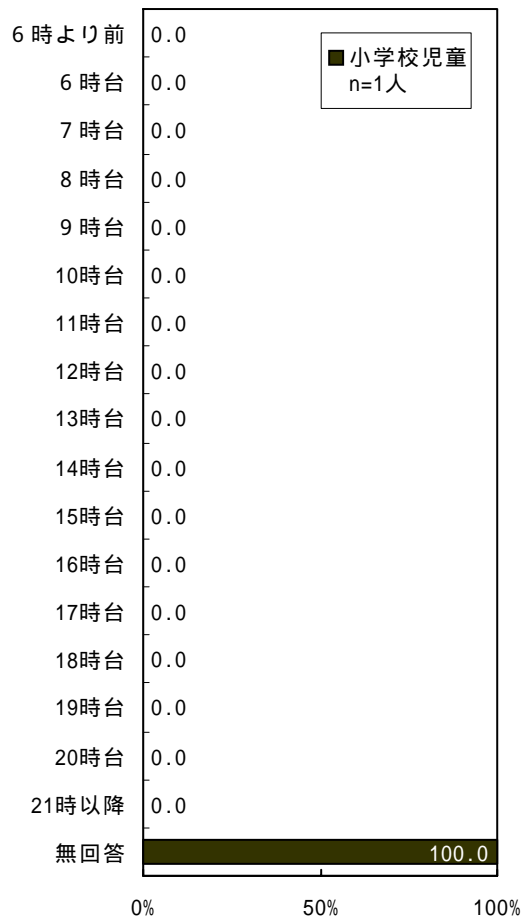 6時より前 0.0
6時台 0.0
7時台 0.0
8時台 0.0
9時台 0.0
10時台 0.0
11時台 0.0
12時台 0.0
13時台 0.0
14時台 0.0
15時台 0.0
16時台 0.0
17時台 0.0
18時台 0.0
19時台 0.0
20時台 0.0
21時以降 0.0
無回答 100.0
0% 50% 100%
小学校児童
n=1人